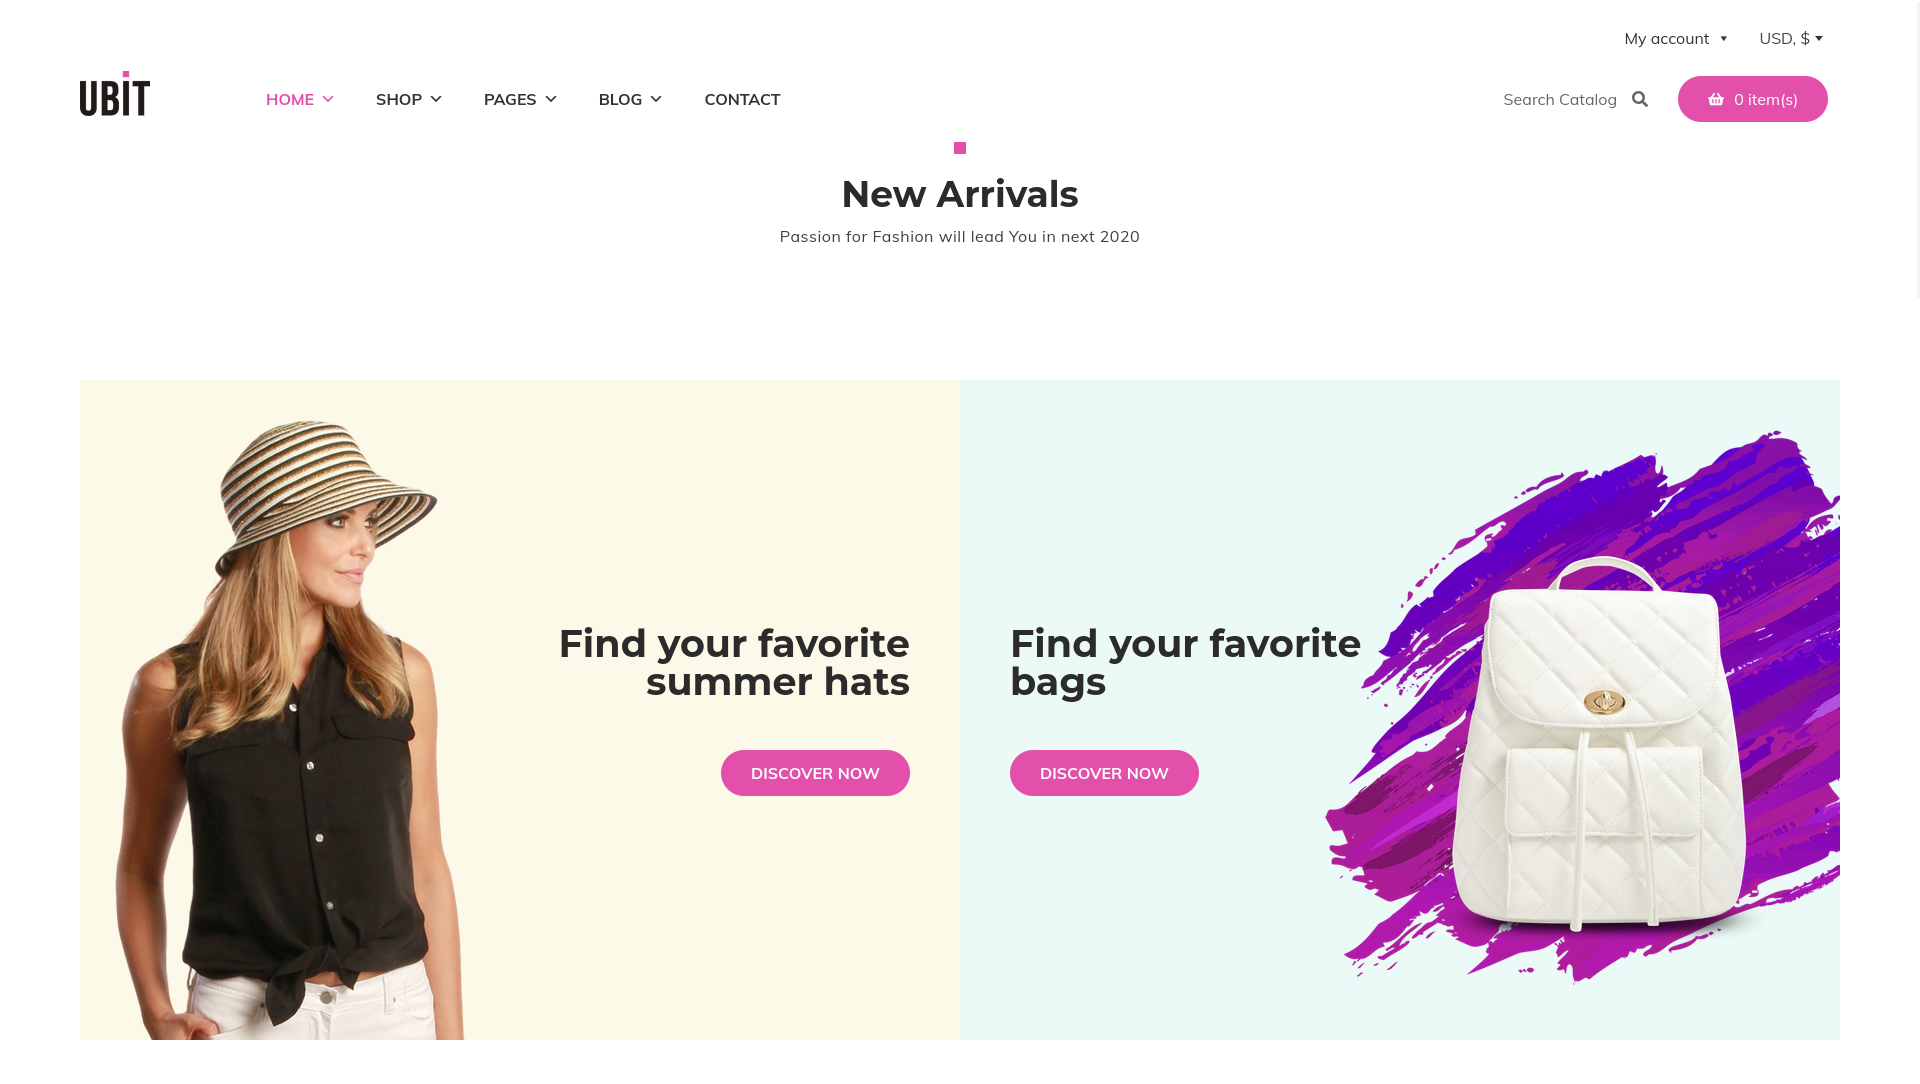 My account
USD, $
UBIT
HOME
SHOP
PAGES
BLOG
CONTACT
Search Catalog
0 item(s)
New Arrivals
Passion for Fashion will lead You in next 2020
Find your favorite
summer hats
DISCOVER NOW
Find your favorite
bags
DISCOVER NOW